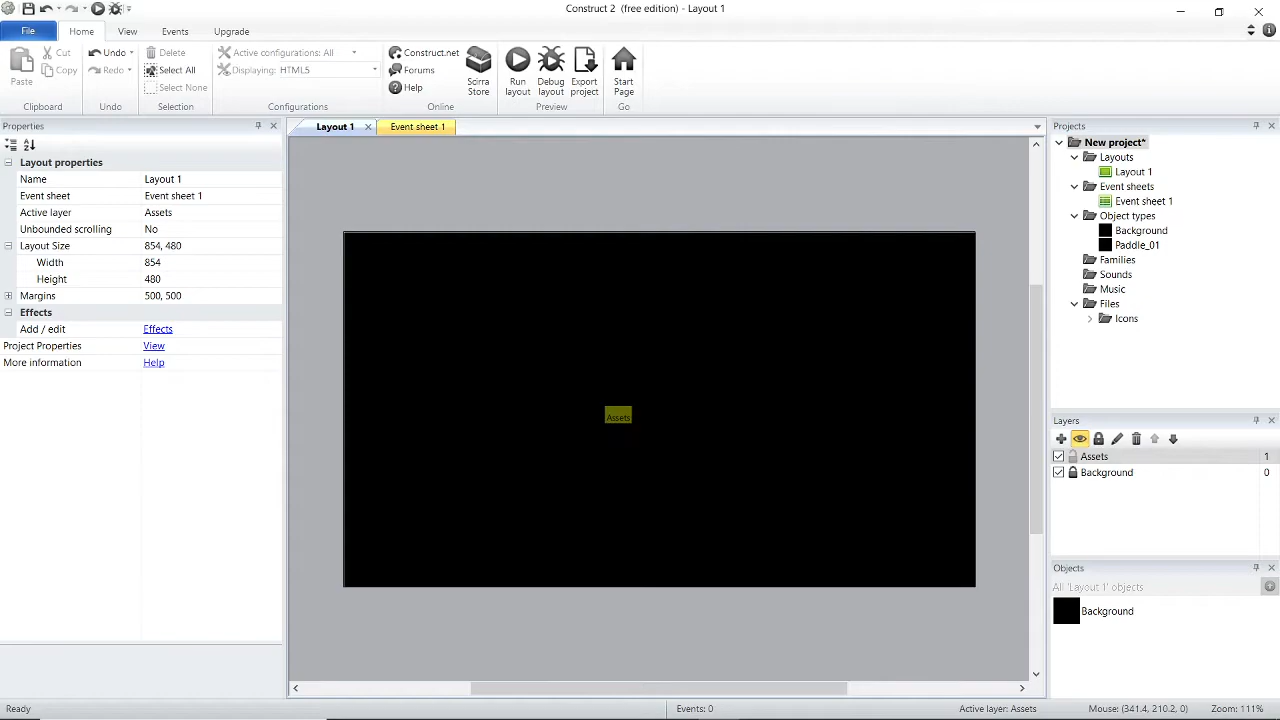 Construct 2 (free edition) - Layout 1
File
Home
View
Events
Upgrade
Paste
Cut
Copy
Clipboard
Undo
Redo
Undo
Delete
Select All
Select None
Selection
Active configurations: All
Displaying: HTML5
Configurations
Construct.net
Forums
Help
Scirra Store
Online
Run layout
Debug layout
Export project
Preview
Start Page
Go
Properties
Layout 1
Event sheet 1
Projects
Layout properties
Name Layout 1
Event sheet Event sheet 1
Active layer Assets
Unbounded scrolling No
Layout Size 854, 480
Width 854
Height 480
Margins 500, 500
Effects
Add / edit Effects
Project Properties View
More information Help
Assets
New project*
Layouts
Layout 1
Event sheets
Event sheet 1
Object types
Background
Paddle_01
Families
Sounds
Music
Files
Icons
Layers
Assets 1
Background 0
Objects
All 'Layout 1' objects
Background
Ready
Events: 0
Active layer: Assets
Mouse: (341.4, 210.2, 0)
Zoom: 111%